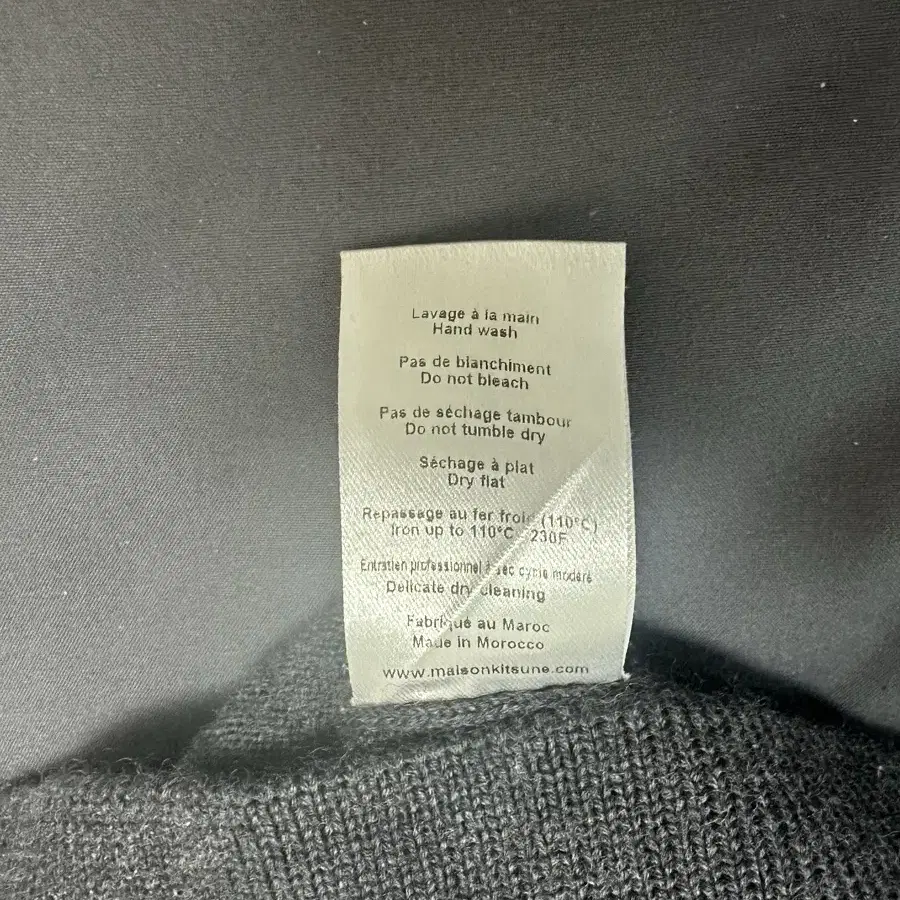 Lavage à la main
Hand wash
Pas de blanchiment
Do not bleach
Pas de séchage tambour
Do not tumble dry
Séchage à plat
Dry flat
Repassage au fer froid (110°C)
Iron up to 110°C - 230F
Entretien professionnel à sec cycle modéré
Delicate dry cleaning
Fabriqué au Maroc
Made in Morocco
www.maisonkitsune.com